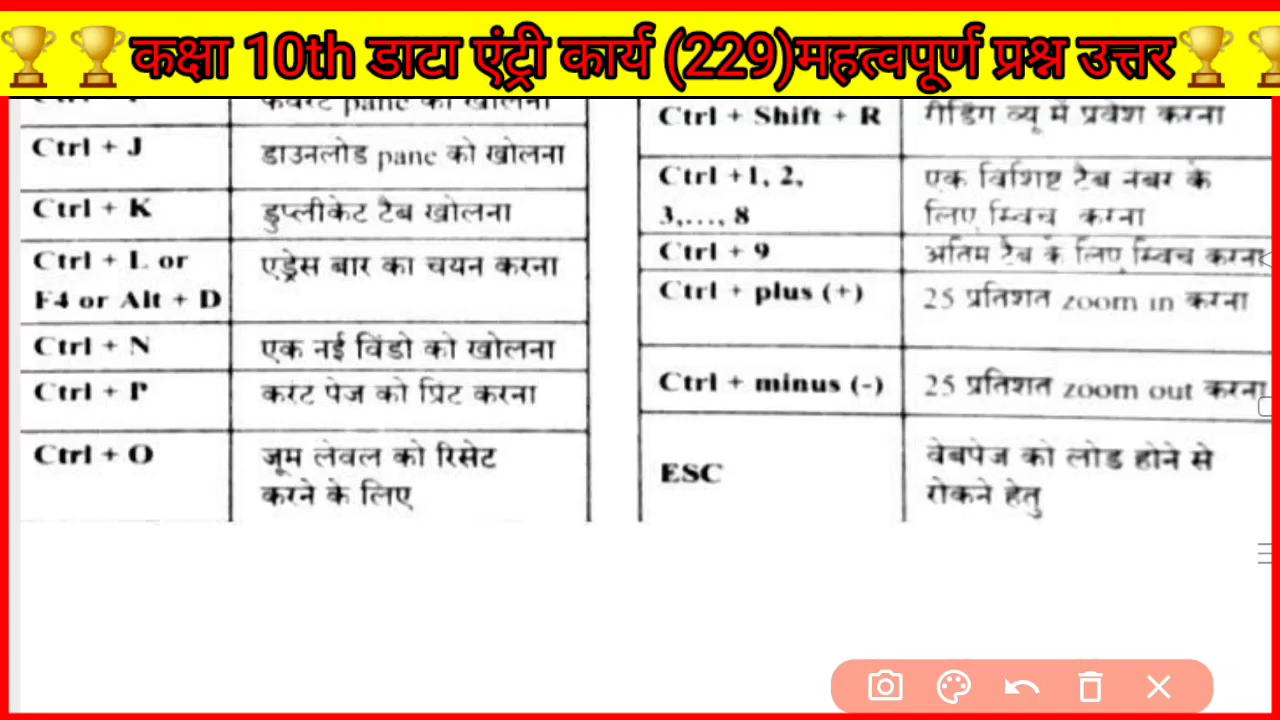 कक्षा 10th डाटा एंट्री कार्य (229)महत्वपूर्ण प्रश्न उत्तर
pane को खोलना
Ctrl + J
डाउनलोड pane को खोलना
Ctrl + K
डुप्लीकेट टैब खोलना
Ctrl + L or
F4 or Alt + D
एड्रेस बार का चयन करना
Ctrl + N
एक नई विंडो को खोलना
Ctrl + P
करंट पेज को प्रिंट करना
Ctrl + O
जूम लेवल को रिसेट
करने के लिए
Ctrl + Shift + R
रीडिंग व्यू में प्रवेश करना
Ctrl +1, 2,
3,..., 8
एक विशिष्ट टैब नंबर के
लिए स्विच करना
Ctrl + 9
अंतिम टैब के लिए स्विच करना
Ctrl + plus (+)
25 प्रतिशत zoom in करना
Ctrl + minus (-)
25 प्रतिशत zoom out करना
ESC
वेबपेज को लोड होने से
रोकने हेतु